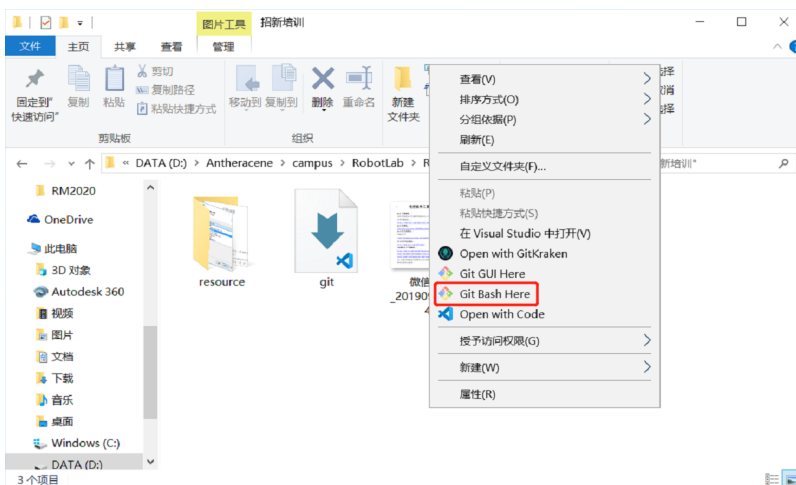 图片工具 招新培训
文件 主页 共享 查看 管理
固定到"
快速访问"
复制
粘贴
剪切
复制路径
粘贴快捷方式
剪贴板
移动到 复制到 删除 重命名
组织
新建
文件夹
« DATA (D:) > Antheracene > campus > RobotLab > R
新培训"
RM2020
OneDrive
此电脑
3D 对象
Autodesk 360
视频
图片
文档
下载
音乐
桌面
Windows (C:)
DATA (D:)
3 个项目
resource
git
微信
_20190
4
查看(V)
排序方式(O)
分组依据(P)
刷新(E)
自定义文件夹(F)...
粘贴(P)
粘贴快捷方式(S)
在 Visual Studio 中打开(V)
Open with GitKraken
Git GUI Here
Git Bash Here
Open with Code
授予访问权限(G)
新建(W)
属性(R)